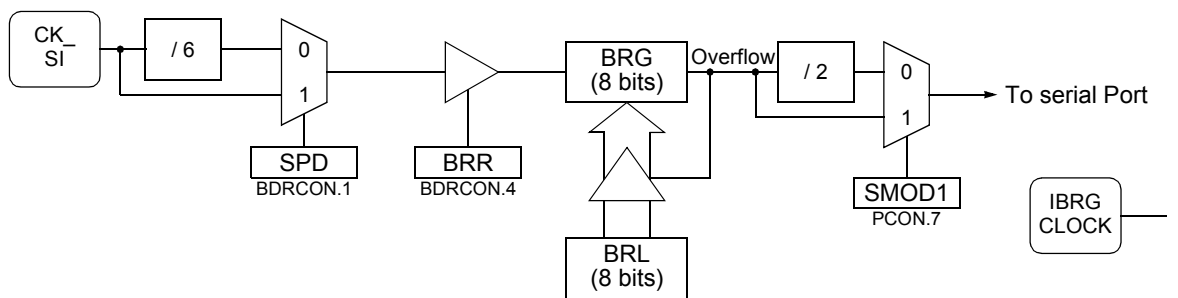 CK_
SI
/ 6
0
1
SPD
BDRCON.1
BRR
BDRCON.4
BRG
(8 bits)
Overflow
BRL
(8 bits)
/ 2
0
1
SMOD1
PCON.7
To serial Port
IBRG
CLOCK